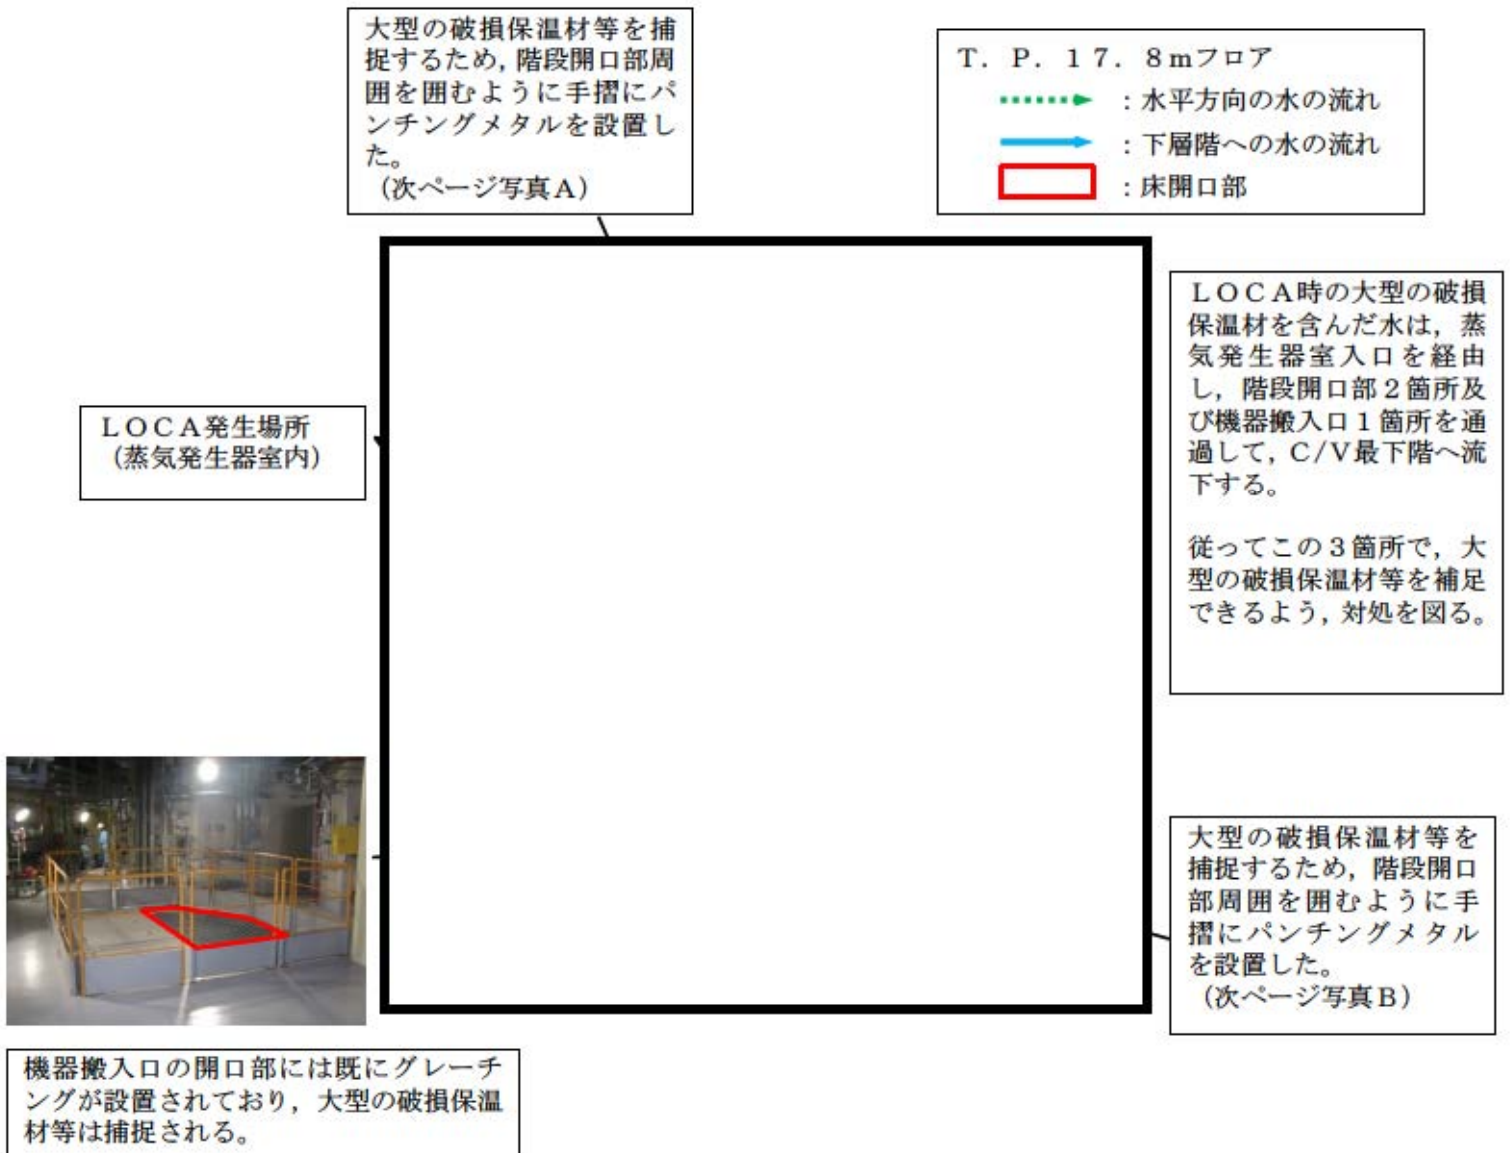 大型の破損保温材等を捕
捉するため,階段開口部周
囲を囲むように手摺にパ
ンチングメタルを設置し
た。
（次ページ写真A）
T．P．17．8mフロア
：水平方向の水の流れ
：下層階への水の流れ
：床開口部
LOCA時の大型の破損
保温材を含んだ水は，蒸
気発生器室入口を経由
し，階段開口部2箇所及
び機器搬入口1箇所を通
過して，C/V最下階へ流
下する。
従ってこの3箇所で，大
型の破損保温材等を補足
できるよう，対処を図る。
LOCA発生場所
（蒸気発生器室内）
大型の破損保温材等を
捕捉するため，階段開口
部周囲を囲むように手
摺にパンチングメタル
を設置した。
（次ページ写真B）
機器搬入口の開口部には既にグレーチ
ングが設置されており，大型の破損保温
材等は捕捉される。